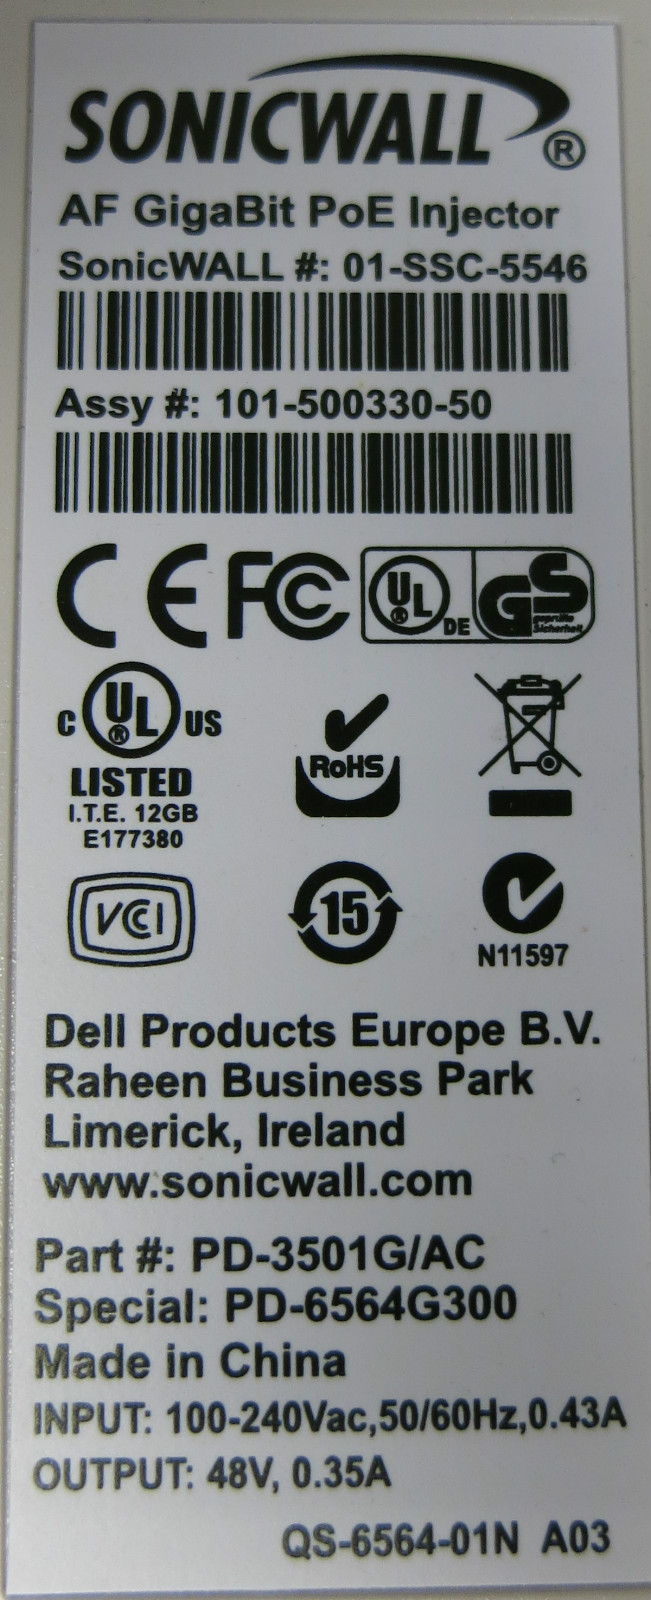 SONICWALL ®
AF GigaBit PoE Injector
SonicWALL #: 01-SSC-5546
Assy #: 101-500330-50
CE FC UL ® DE GS geprüfte Sicherheit
C UL ® US
LISTED
I.T.E. 12GB
E177380
RoHS
VCI
15
N11597
Dell Products Europe B.V.
Raheen Business Park
Limerick, Ireland
www.sonicwall.com
Part #: PD-3501G/AC
Special: PD-6564G300
Made in China
INPUT: 100-240Vac,50/60Hz,0.43A
OUTPUT: 48V, 0.35A
QS-6564-01N A03